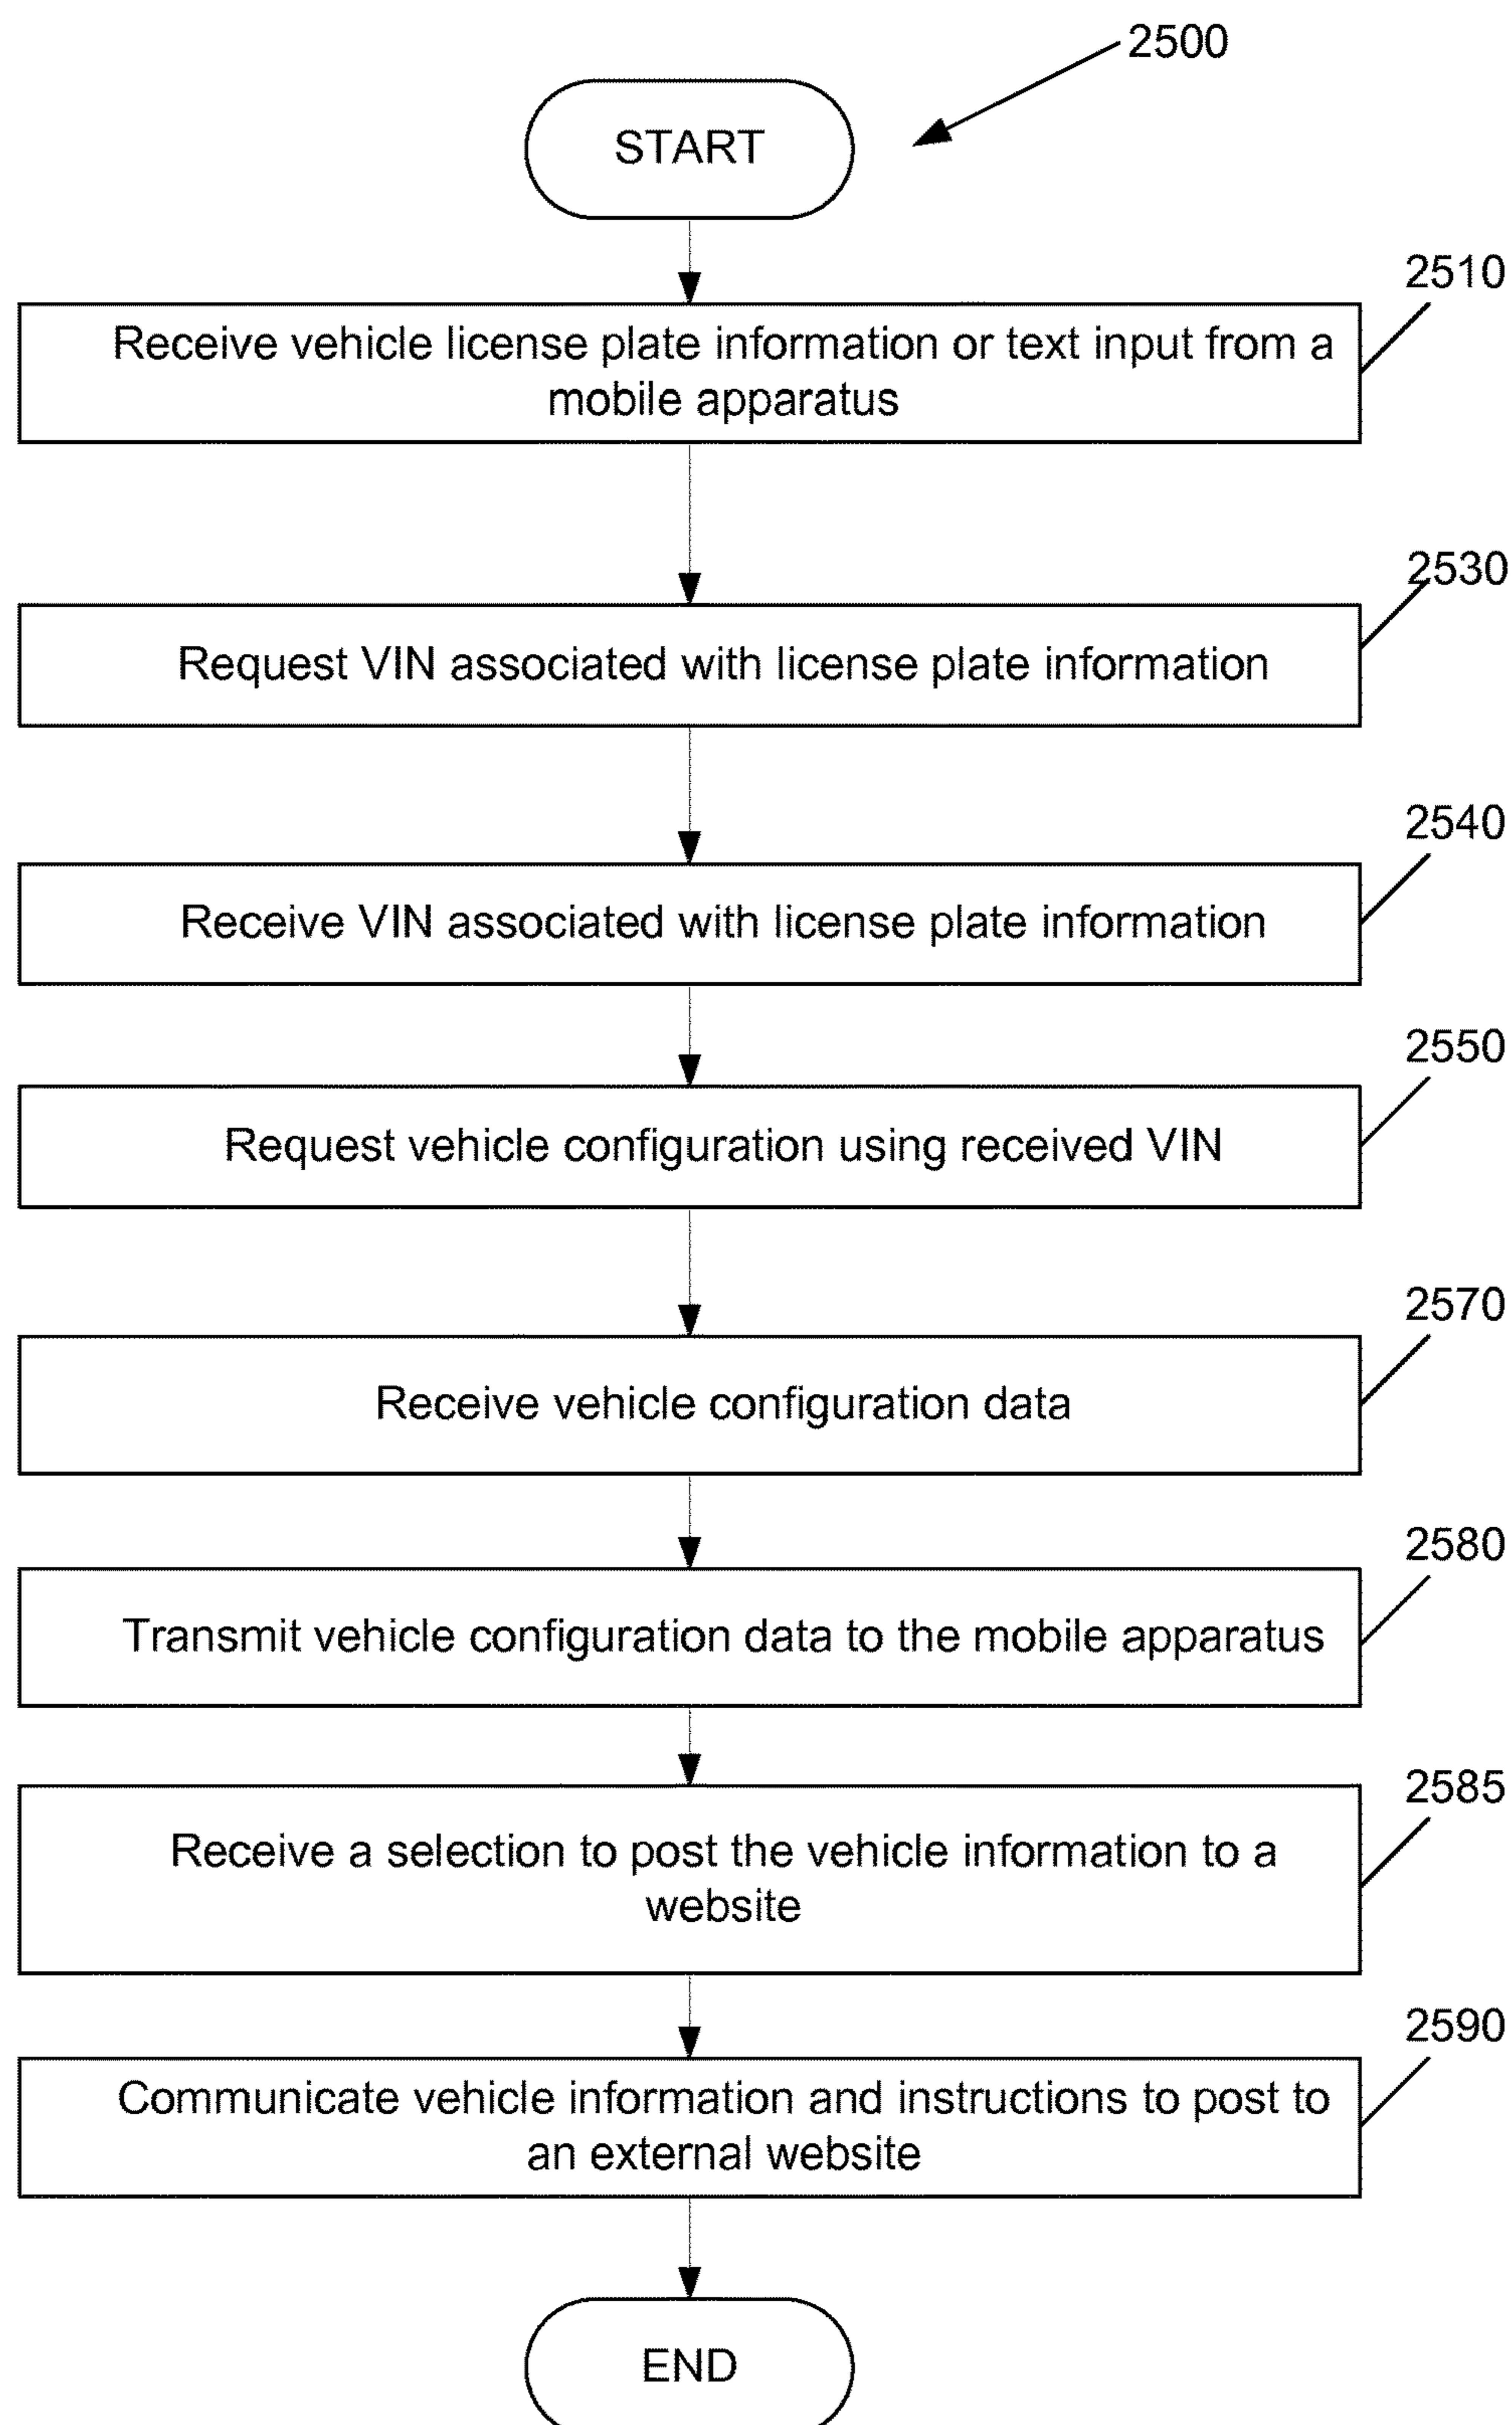 2500
START
2510
Receive vehicle license plate information or text input from a
mobile apparatus
2530
Request VIN associated with license plate information
2540
Receive VIN associated with license plate information
2550
Request vehicle configuration using received VIN
2570
Receive vehicle configuration data
2580
Transmit vehicle configuration data to the mobile apparatus
2585
Receive a selection to post the vehicle information to a
website
2590
Communicate vehicle information and instructions to post to
an external website
END